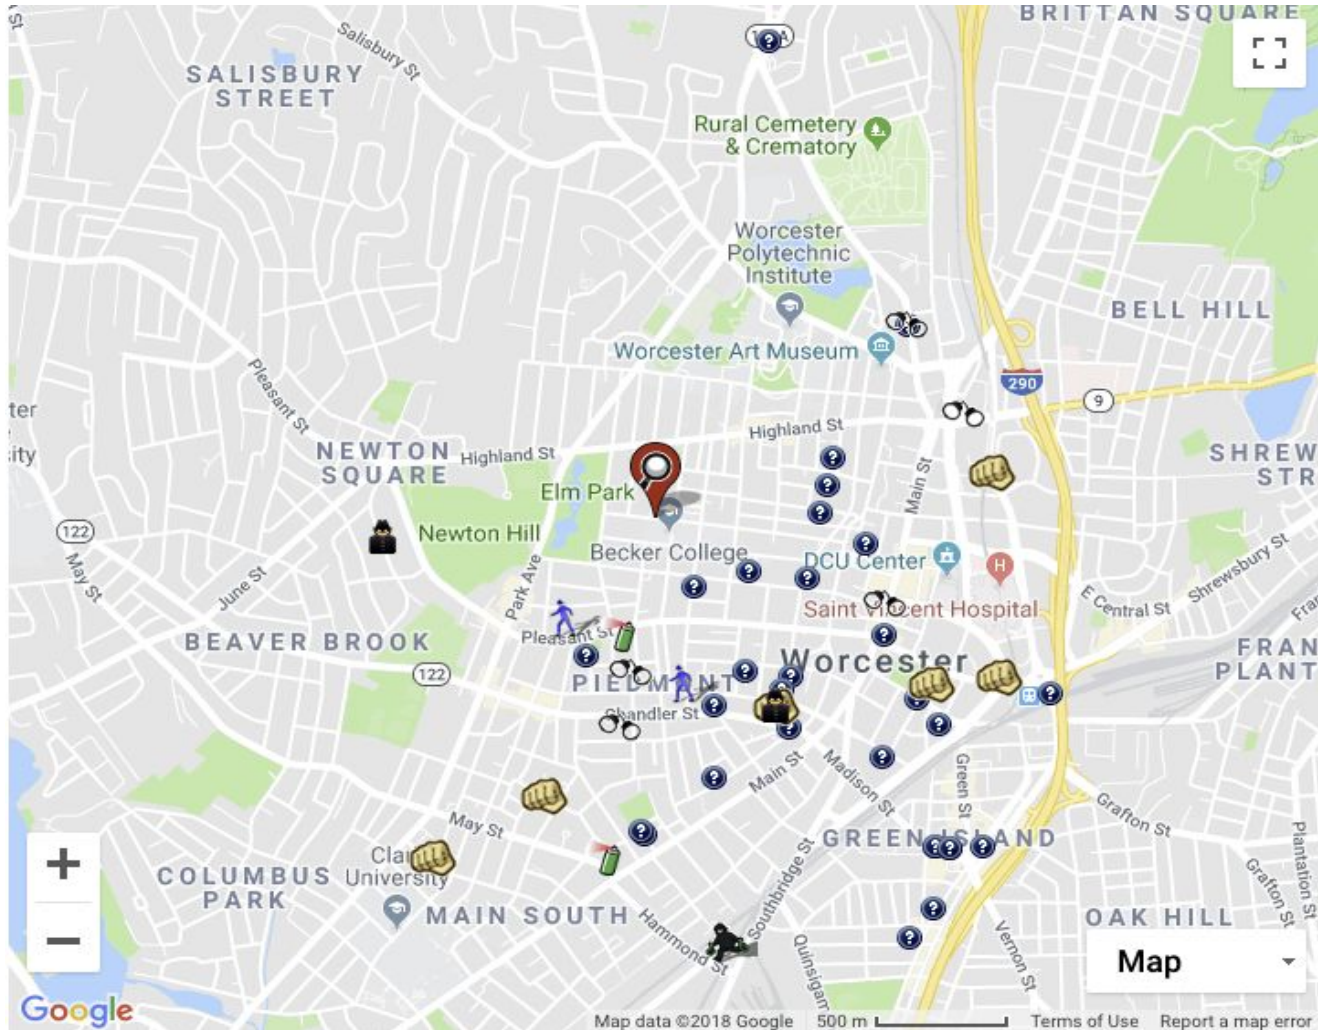 BRITTAN SQUARE
Salisbury St
SALISBURY
STREET
Rural Cemetery
& Crematory
Worcester
Polytechnic
Institute
BELL HILL
Worcester Art Museum
290
9
Pleasant St
ter
sity
NEWTON
SQUARE
Highland St
Highland St
SHREW
STR
Main St
Elm Park
122
Newton Hill
Becker College
DCU Center
H
May St
June St
Park Ave
Saint Vincent Hospital
E Central St
Shrewsbury St
Fra
BEAVER BROOK
Pleasant St
Worcester
FRAN
PLANT
122
PIEDMONT
Chandler St
Main St
Madison St
Green St
Grafton St
May St
GREEN ISLAND
Plantation St
Clark
University
COLUMBUS
PARK
MAIN SOUTH
Hammond St
Southbridge St
Quinsigam
Vernon St
Grafton St
OAK HILL
+
−
Map
Google
Map data ©2018 Google
500 m
Terms of Use
Report a map error